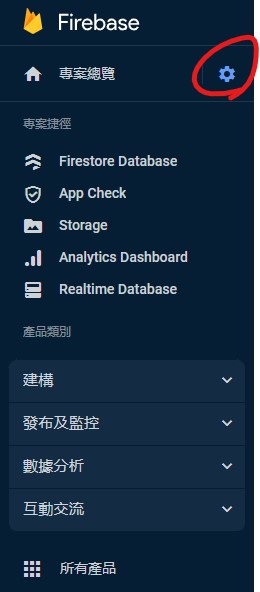 Firebase
專案總覽
專案捷徑
Firestore Database
App Check
Storage
Analytics Dashboard
Realtime Database
產品類別
建構
發布及監控
數據分析
互動交流
所有產品